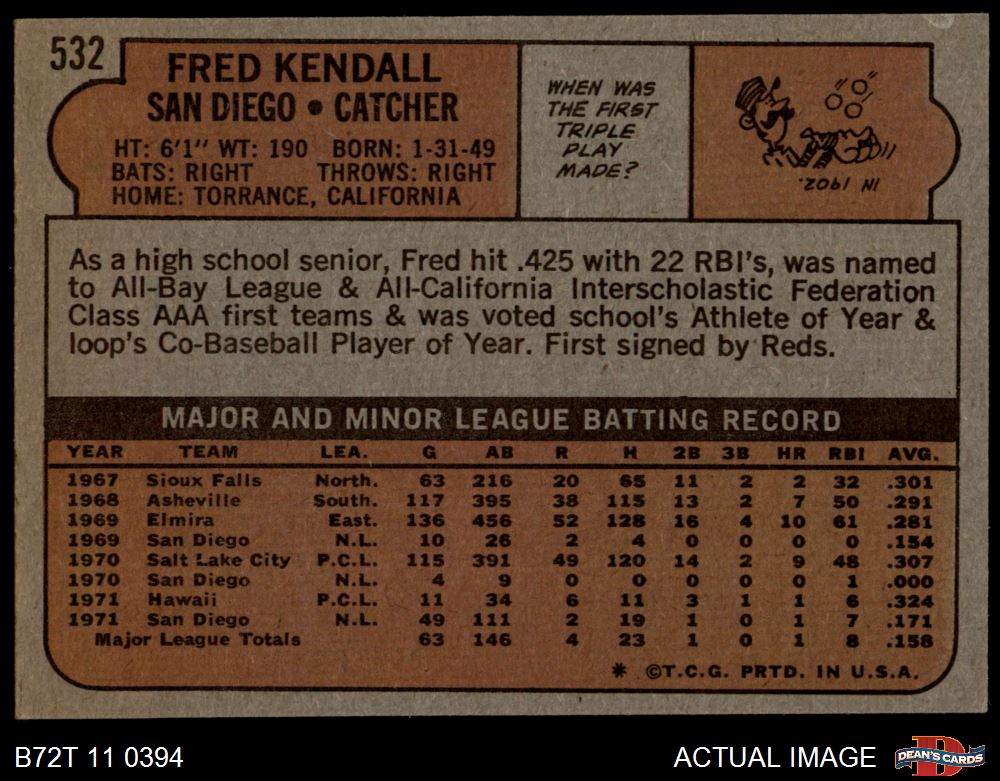 532
FRED KENDALL
SAN DIEGO • CATCHER
HT: 6'1" WT: 190 BORN: 1-31-49
BATS: RIGHT THROWS: RIGHT
HOME: TORRANCE, CALIFORNIA
WHEN WAS
THE FIRST
TRIPLE
PLAY
MADE?
IN 1902.
As a high school senior, Fred hit .425 with 22 RBI's, was named
to All-Bay League & All-California Interscholastic Federation
Class AAA first teams & was voted school's Athlete of Year &
loop's Co-Baseball Player of Year. First signed by Reds.
MAJOR AND MINOR LEAGUE BATTING RECORD
YEAR TEAM LEA. G AB R H 2B 3B HR RBI AVG.
1967 Sioux Falls North. 63 216 20 65 11 2 2 32 .301
1968 Asheville South. 117 395 38 115 13 2 7 50 .291
1969 Elmira East. 136 456 52 128 16 4 10 61 .281
1969 San Diego N.L. 10 26 2 4 0 0 0 0 .154
1970 Salt Lake City P.C.L. 115 391 49 120 14 2 9 48 .307
1970 San Diego N.L. 4 9 0 0 0 0 0 1 .000
1971 Hawaii P.C.L. 11 34 6 11 3 1 1 6 .324
1971 San Diego N.L. 49 111 2 19 1 0 1 7 .171
Major League Totals 63 146 4 23 1 0 1 8 .158
* ©T.C.G. PRTD. IN U.S.A.
B72T 11 0394
ACTUAL IMAGE
D
DEAN'S CARDS